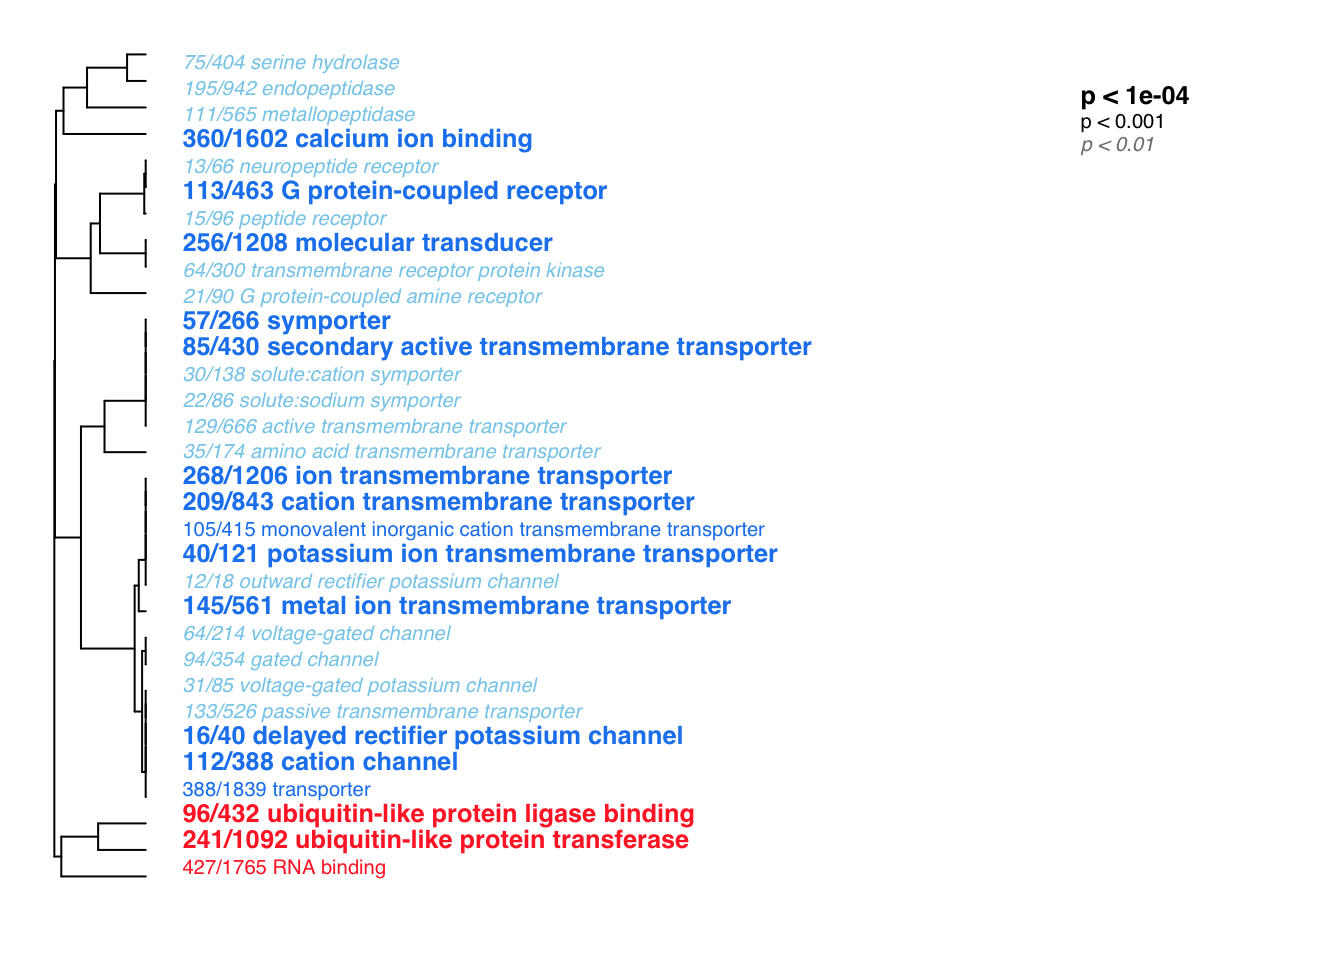 75/404 serine hydrolase
195/942 endopeptidase
111/565 metallopeptidase
360/1602 calcium ion binding
13/66 neuropeptide receptor
113/463 G protein-coupled receptor
15/96 peptide receptor
256/1208 molecular transducer
64/300 transmembrane receptor protein kinase
21/90 G protein-coupled amine receptor
57/266 symporter
85/430 secondary active transmembrane transporter
30/138 solute:cation symporter
22/86 solute:sodium symporter
129/666 active transmembrane transporter
35/174 amino acid transmembrane transporter
268/1206 ion transmembrane transporter
209/843 cation transmembrane transporter
105/415 monovalent inorganic cation transmembrane transporter
40/121 potassium ion transmembrane transporter
12/18 outward rectifier potassium channel
145/561 metal ion transmembrane transporter
64/214 voltage-gated channel
94/354 gated channel
31/85 voltage-gated potassium channel
133/526 passive transmembrane transporter
16/40 delayed rectifier potassium channel
112/388 cation channel
388/1839 transporter
96/432 ubiquitin-like protein ligase binding
241/1092 ubiquitin-like protein transferase
427/1765 RNA binding
p < 1e-04
p < 0.001
p < 0.01